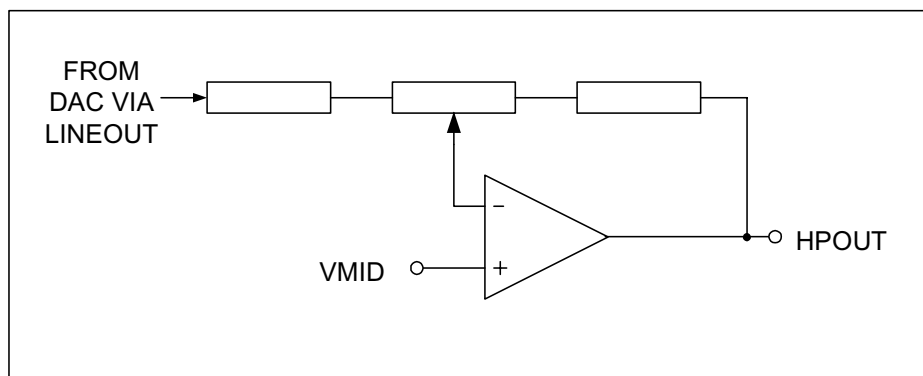 FROM
DAC VIA
LINEOUT
−
VMID
+
HPOUT